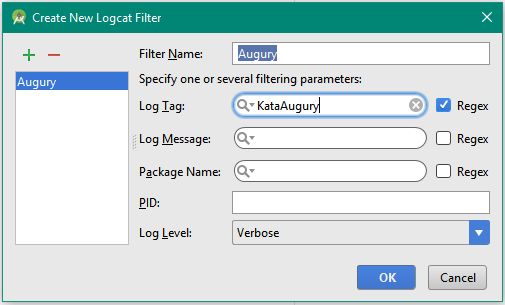 Create New Logcat Filter
Filter Name: Augury
Augury
Specify one or several filtering parameters:
Log Tag: KataAugury Regex
Log Message: Regex
Package Name: Regex
PID:
Log Level: Verbose
OK Cancel